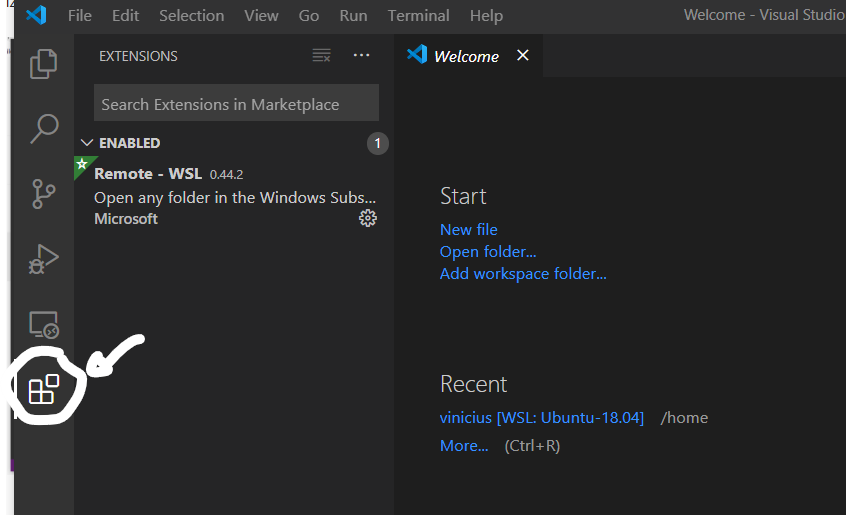 File Edit Selection View Go Run Terminal Help Welcome - Visual Studio
EXTENSIONS
Welcome
Search Extensions in Marketplace
ENABLED 1
Remote - WSL 0.44.2
Open any folder in the Windows Subs...
Microsoft
Start
New file
Open folder...
Add workspace folder...
Recent
vinicius [WSL: Ubuntu-18.04] /home
More... (Ctrl+R)